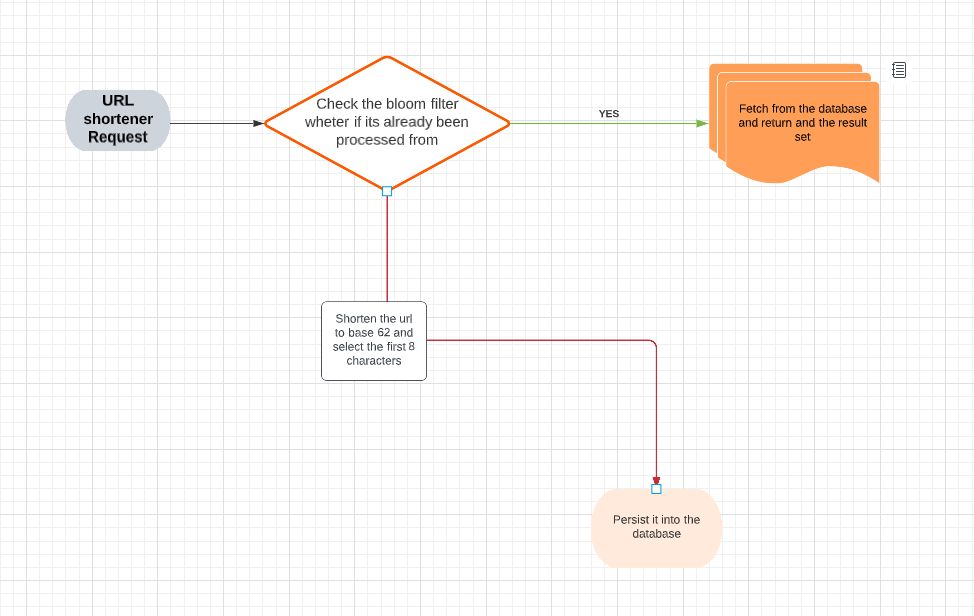 URL
shortener
Request
Check the bloom filter
wheter if its already been
processed from
YES
Fetch from the database
and return and the result
set
Shorten the url
to base 62 and
select the first 8
characters
Persist it into the
database